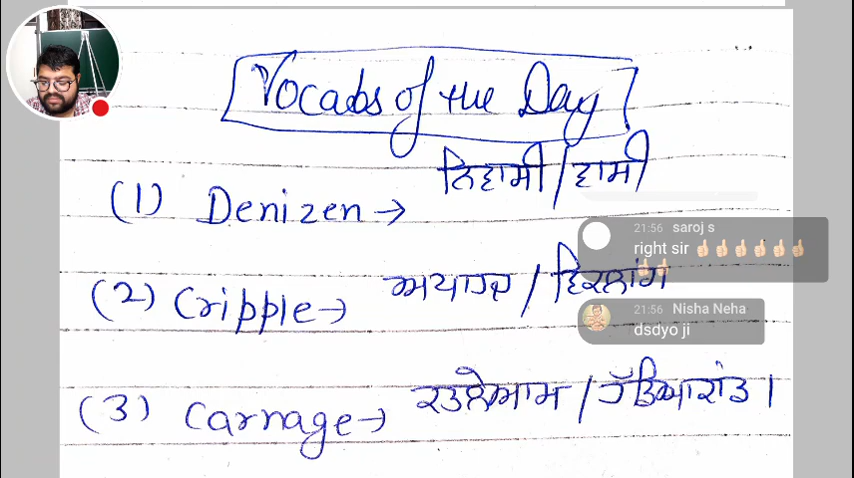 Vocabs of the Day
(1) Denizen → ਨਿਵਾਸੀ / ਵਾਸੀ
21:56 saroj s
right sir 👍🏻👍🏻👍🏻👍🏻👍🏻👍🏻
👍🏻👍🏻
(2) Cripple → ਅਪਾਹਜ / ਵਿਕਲਾਂਗ
21:56 Nisha Neha
dsdyo ji
(3) Carnage → ਕਤਲੇਆਮ / ਹੱਤਿਆਕਾਂਡ ।